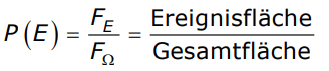 P(E) = F_E / F_Ω = Ereignisfläche / Gesamtfläche